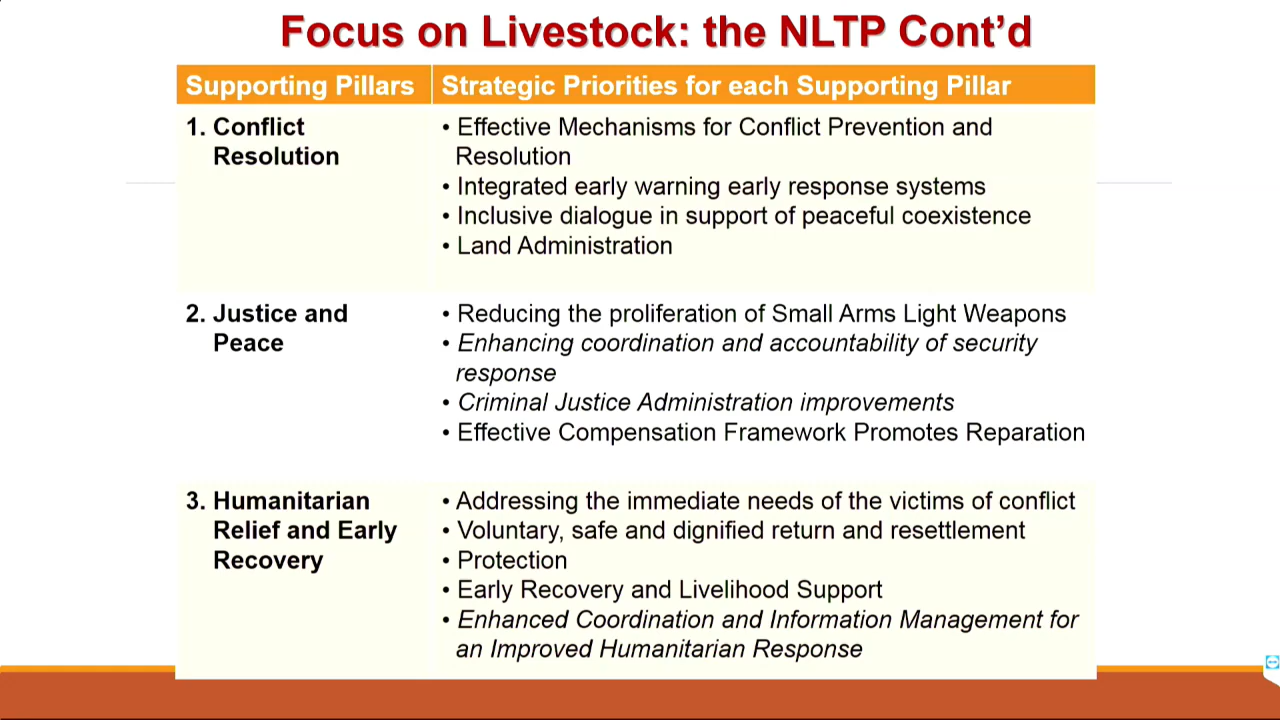 Focus on Livestock: the NLTP Cont’d
Supporting Pillars
Strategic Priorities for each Supporting Pillar
1. Conflict
Resolution
• Effective Mechanisms for Conflict Prevention and
Resolution
• Integrated early warning early response systems
• Inclusive dialogue in support of peaceful coexistence
• Land Administration
2. Justice and
Peace
• Reducing the proliferation of Small Arms Light Weapons
• Enhancing coordination and accountability of security
response
• Criminal Justice Administration improvements
• Effective Compensation Framework Promotes Reparation
3. Humanitarian
Relief and Early
Recovery
• Addressing the immediate needs of the victims of conflict
• Voluntary, safe and dignified return and resettlement
• Protection
• Early Recovery and Livelihood Support
• Enhanced Coordination and Information Management for
an Improved Humanitarian Response